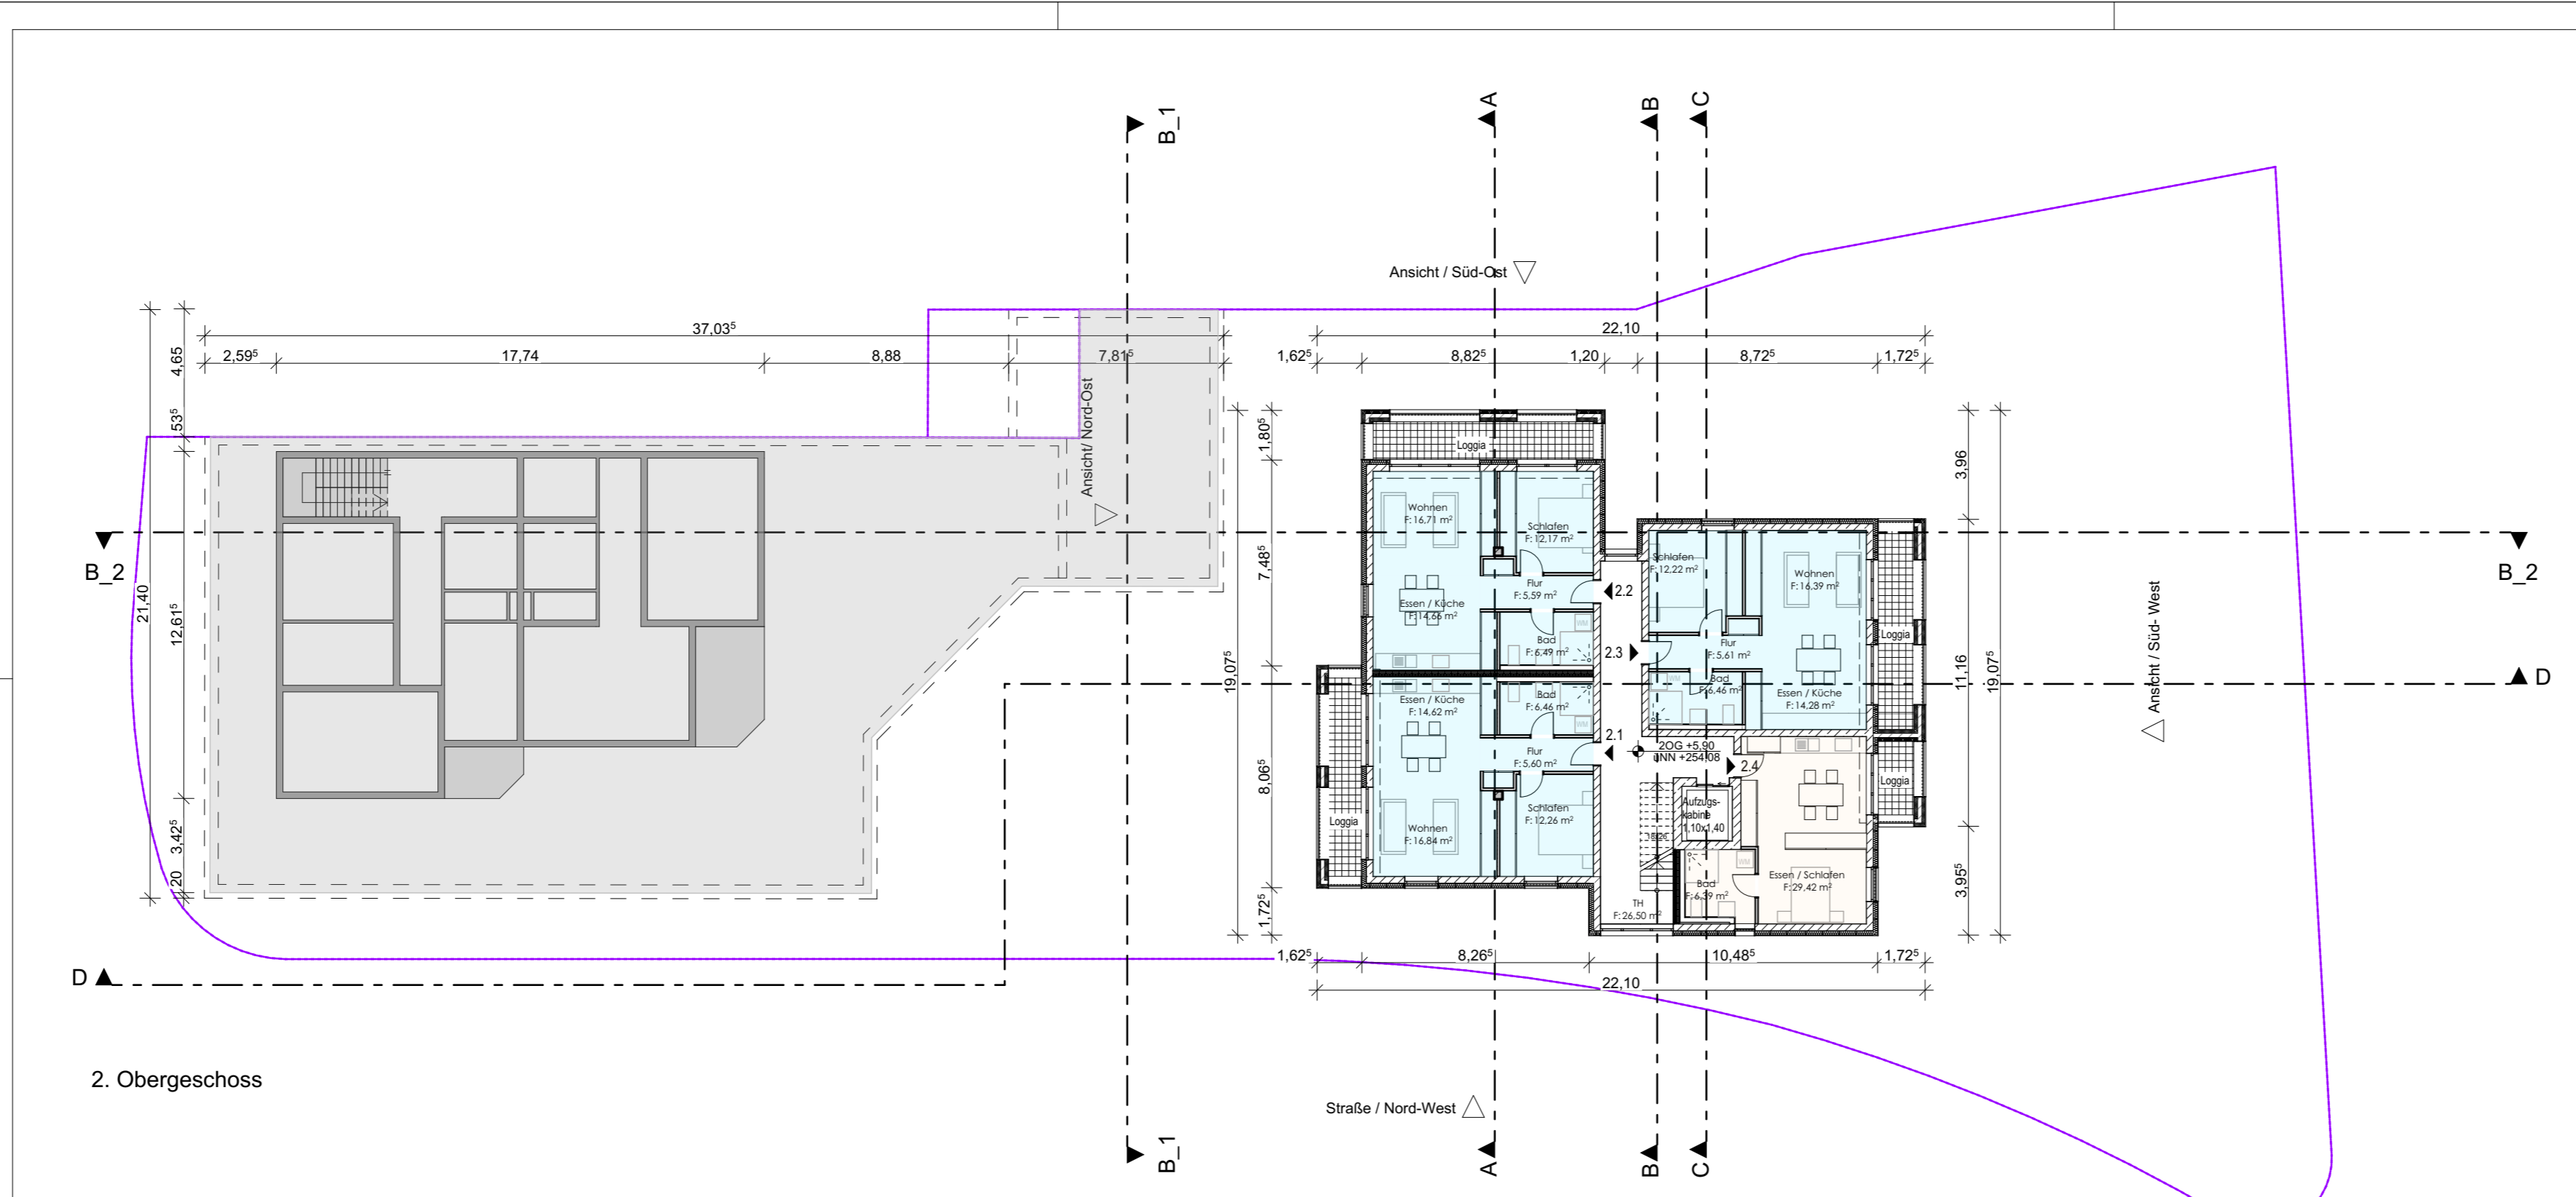 B_1
A
B
C
Ansicht / Süd-Ost
37,03⁵
22,10
2,59⁵
17,74
8,88
7,81⁵
1,62⁵
8,82⁵
1,20
8,72⁵
1,72⁵
4,65
53⁵
21,40
12,61⁵
3,42⁵
20
Ansicht/ Nord-Ost
1,80⁵
7,48⁵
19,07⁵
8,06⁵
1,72⁵
3,96
11,16
19,07⁵
3,95⁵
Ansicht / Süd- West
B_2
B_2
D
D
Loggia
Wohnen
F: 16,71 m²
Schlafen
F: 12,17 m²
Essen / Küche
F: 14,66 m²
Flur
F: 5,59 m²
Bad
F: 6,49 m²
WM
2.2
2.3
Schlafen
F: 12,22 m²
Wohnen
F: 16,39 m²
Flur
F: 5,61 m²
Bad
F: 6,46 m²
WM
Essen / Küche
F: 14,28 m²
Loggia
Essen / Küche
F: 14,62 m²
Bad
F: 6,46 m²
WM
Flur
F: 5,60 m²
2.1
Wohnen
F: 16,84 m²
Schlafen
F: 12,26 m²
Loggia
2OG +5,90
üNN +254,08
2.4
Aufzugs-
kabine
1,10x1,40
Loggia
WM
Bad
F: 6,39 m²
Essen / Schlafen
F: 29,42 m²
TH
F: 26,50 m²
1,62⁵
8,26⁵
10,48⁵
1,72⁵
22,10
2. Obergeschoss
Straße / Nord-West
B_1
A
B
C